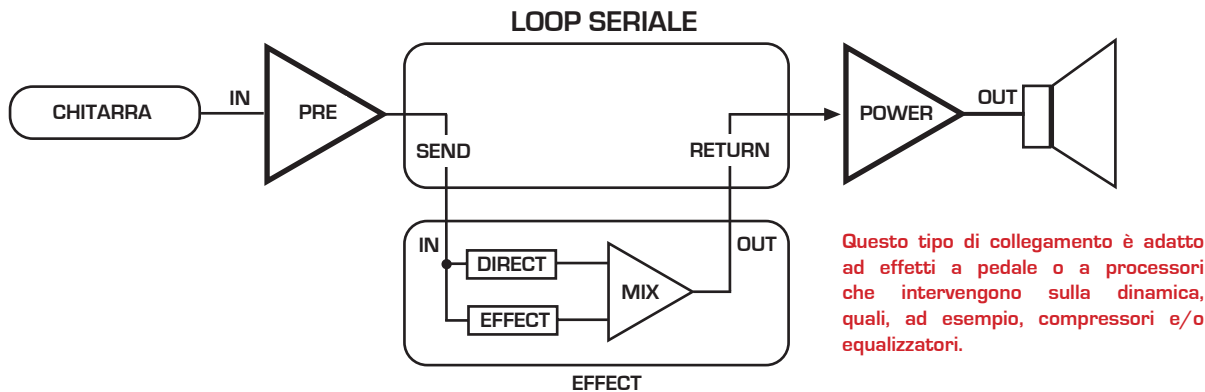 LOOP SERIALE
CHITARRA
IN
PRE
SEND
RETURN
POWER
OUT
IN
OUT
DIRECT
MIX
EFFECT
EFFECT
Questo tipo di collegamento è adatto
ad effetti a pedale o a processori
che intervengono sulla dinamica,
quali, ad esempio, compressori e/o
equalizzatori.